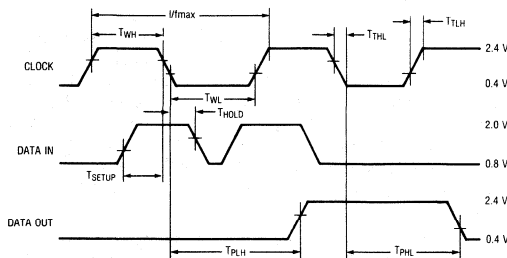 l/fmax
TWH
TTHL
TTLH
CLOCK
2.4 V
0.4 V
TWL
THOLD
DATA IN
2.0 V
0.8 V
TSETUP
DATA OUT
2.4 V
0.4 V
TPLH
TPHL